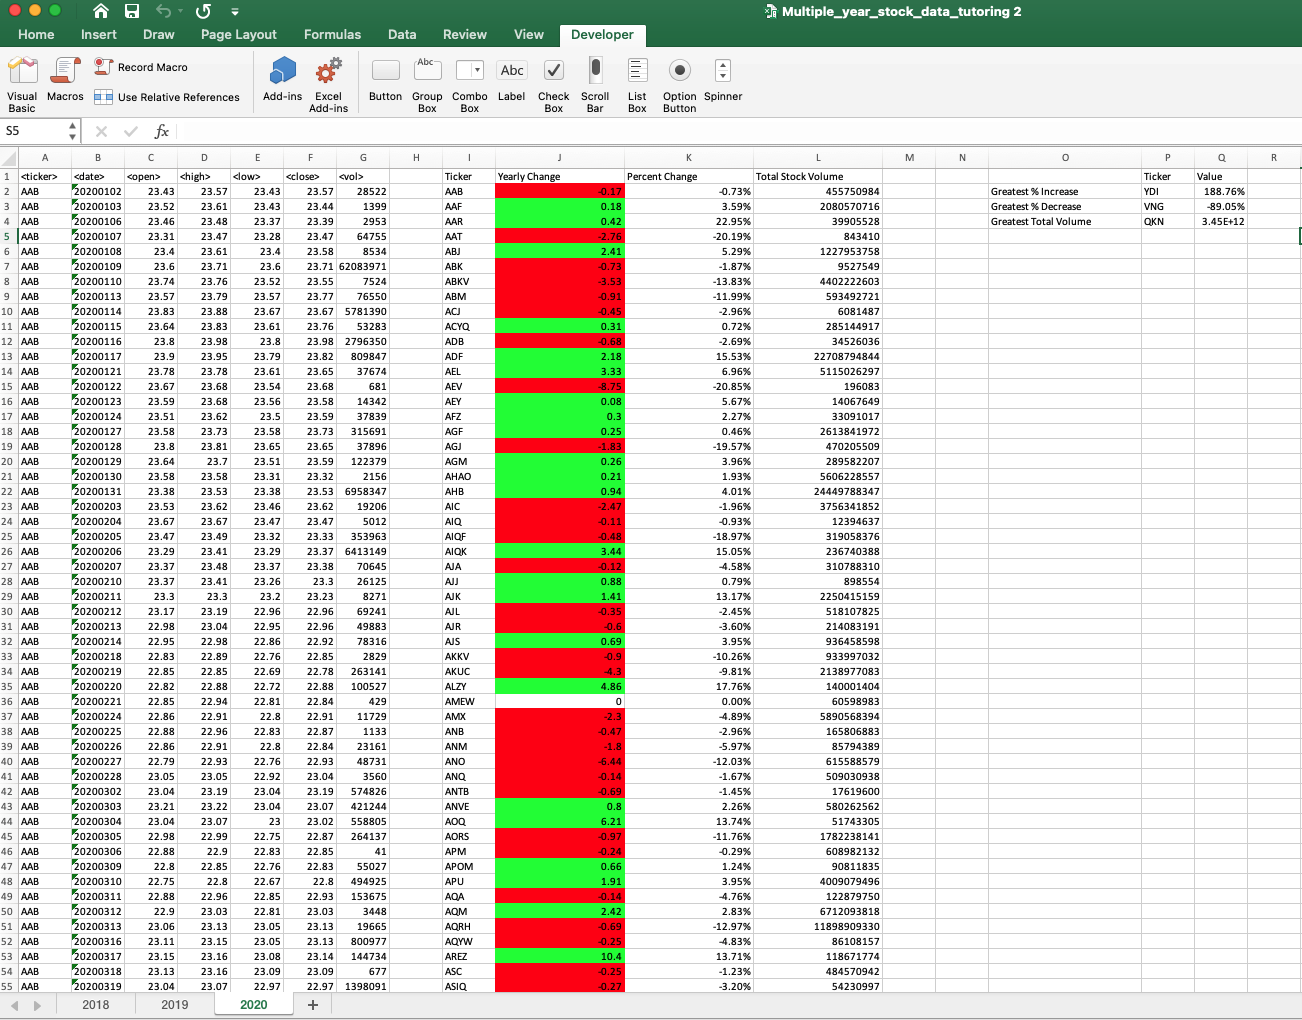 Multiple_year_stock_data_tutoring 2
Home Insert Draw Page Layout Formulas Data Review View Developer
Visual Basic Macros Record Macro Use Relative References Add-ins Excel Add-ins Button Group Box Combo Box Label Check Box Scroll Bar List Box Option Button Spinner
Abc Abc
S5 fx
A B C D E F G H I J K L M N O P Q R
1 <ticker> <date> <open> <high> <low> <close> <vol> Ticker Yearly Change Percent Change Total Stock Volume Ticker Value
2 AAB 20200102 23.43 23.57 23.43 23.57 28522 AAB -0.17 -0.73% 455750984 Greatest % Increase YDI 188.76%
3 AAB 20200103 23.52 23.61 23.43 23.44 1399 AAF 0.18 3.59% 2080570716 Greatest % Decrease VNG -89.05%
4 AAB 20200106 23.46 23.48 23.37 23.39 2953 AAR 0.42 22.95% 39905528 Greatest Total Volume QKN 3.45E+12
5 AAB 20200107 23.31 23.47 23.28 23.47 64755 AAT -2.76 -20.19% 843410
6 AAB 20200108 23.4 23.61 23.4 23.58 8534 ABJ 2.41 5.29% 1227953758
7 AAB 20200109 23.6 23.71 23.6 23.71 62083971 ABK -0.73 -1.87% 9527549
8 AAB 20200110 23.74 23.76 23.52 23.55 7524 ABKV -3.53 -13.83% 4402222603
9 AAB 20200113 23.57 23.79 23.57 23.77 76550 ABM -0.91 -11.99% 593492721
10 AAB 20200114 23.83 23.88 23.67 23.67 5781390 ACJ -0.45 -2.96% 6081487
11 AAB 20200115 23.64 23.83 23.61 23.76 53283 ACYQ 0.31 0.72% 285144917
12 AAB 20200116 23.8 23.98 23.8 23.98 2796350 ADB -0.68 -2.69% 34526036
13 AAB 20200117 23.9 23.95 23.79 23.82 809847 ADF 2.18 15.53% 22708794844
14 AAB 20200121 23.78 23.78 23.61 23.65 37674 AEL 3.33 6.96% 5115026297
15 AAB 20200122 23.67 23.68 23.54 23.68 681 AEV -8.75 -20.85% 196083
16 AAB 20200123 23.59 23.68 23.56 23.58 14342 AEY 0.08 5.67% 14067649
17 AAB 20200124 23.51 23.62 23.5 23.59 37839 AFZ 0.3 2.27% 33091017
18 AAB 20200127 23.58 23.73 23.58 23.73 315691 AGF 0.25 0.46% 2613841972
19 AAB 20200128 23.8 23.81 23.65 23.65 37896 AGJ -1.83 -19.57% 470205509
20 AAB 20200129 23.64 23.7 23.51 23.59 122379 AGM 0.26 3.96% 289582207
21 AAB 20200130 23.58 23.58 23.31 23.32 2156 AHAO 0.21 1.93% 5606228557
22 AAB 20200131 23.38 23.53 23.38 23.53 6958347 AHB 0.94 4.01% 24449788347
23 AAB 20200203 23.53 23.62 23.46 23.62 19206 AIC -2.47 -1.96% 3756341852
24 AAB 20200204 23.67 23.67 23.47 23.47 5012 AIQ -0.11 -0.93% 12394637
25 AAB 20200205 23.47 23.49 23.32 23.33 353963 AIQF -0.48 -18.97% 319058376
26 AAB 20200206 23.29 23.41 23.29 23.37 6413149 AIQK 3.44 15.05% 236740388
27 AAB 20200207 23.37 23.48 23.37 23.38 70645 AJA -0.12 -4.58% 310788310
28 AAB 20200210 23.37 23.41 23.26 23.3 26125 AJJ 0.88 0.79% 898554
29 AAB 20200211 23.3 23.3 23.2 23.23 8271 AJK 1.41 13.17% 2250415159
30 AAB 20200212 23.17 23.19 22.96 22.96 69241 AJL -0.35 -2.45% 518107825
31 AAB 20200213 22.98 23.04 22.95 22.96 49883 AJR -0.6 -3.60% 214083191
32 AAB 20200214 22.95 22.98 22.86 22.92 78316 AJS 0.69 3.95% 936458598
33 AAB 20200218 22.83 22.89 22.76 22.85 2829 AKKV -0.9 -10.26% 933997032
34 AAB 20200219 22.85 22.85 22.69 22.78 263141 AKUC -4.3 -9.81% 2138977083
35 AAB 20200220 22.82 22.88 22.72 22.88 100527 ALZY 4.86 17.76% 140001404
36 AAB 20200221 22.85 22.94 22.81 22.84 429 AMEW 0 0.00% 60598983
37 AAB 20200224 22.86 22.91 22.8 22.91 11729 AMX -2.3 -4.89% 5890568394
38 AAB 20200225 22.88 22.96 22.83 22.87 1133 ANB -0.47 -2.96% 165806883
39 AAB 20200226 22.86 22.91 22.8 22.84 23161 ANM -1.8 -5.97% 85794389
40 AAB 20200227 22.79 22.93 22.76 22.93 48731 ANO -6.44 -12.03% 615588579
41 AAB 20200228 23.05 23.05 22.92 23.04 3560 ANQ -0.14 -1.67% 509030938
42 AAB 20200302 23.04 23.19 23.04 23.19 574826 ANTB -0.69 -1.45% 17619600
43 AAB 20200303 23.21 23.22 23.04 23.07 421244 ANVE 0.8 2.26% 580262562
44 AAB 20200304 23.04 23.07 23 23.02 558805 AOQ 6.21 13.74% 51743305
45 AAB 20200305 22.98 22.99 22.75 22.87 264137 AORS -0.97 -11.76% 1782238141
46 AAB 20200306 22.88 22.9 22.83 22.85 41 APM -0.24 -0.29% 608982132
47 AAB 20200309 22.8 22.85 22.76 22.83 55027 APOM 0.66 1.24% 90811835
48 AAB 20200310 22.75 22.8 22.67 22.8 494925 APU 1.91 3.95% 4009079496
49 AAB 20200311 22.88 22.96 22.85 22.93 153675 AQA -0.14 -4.76% 122879750
50 AAB 20200312 22.9 23.03 22.81 23.03 3448 AQM 2.42 2.83% 6712093818
51 AAB 20200313 23.06 23.13 23.05 23.13 19665 AQRH -0.69 -12.97% 11898909330
52 AAB 20200316 23.11 23.15 23.05 23.13 800977 AQYW -0.25 -4.83% 86108157
53 AAB 20200317 23.15 23.16 23.08 23.14 144734 AREZ 10.4 13.71% 118671774
54 AAB 20200318 23.13 23.16 23.09 23.09 677 ASC -0.25 -1.23% 484570942
55 AAB 20200319 23.04 23.07 22.97 22.97 1398091 ASIQ -0.27 -3.20% 54230997
2018 2019 2020 +